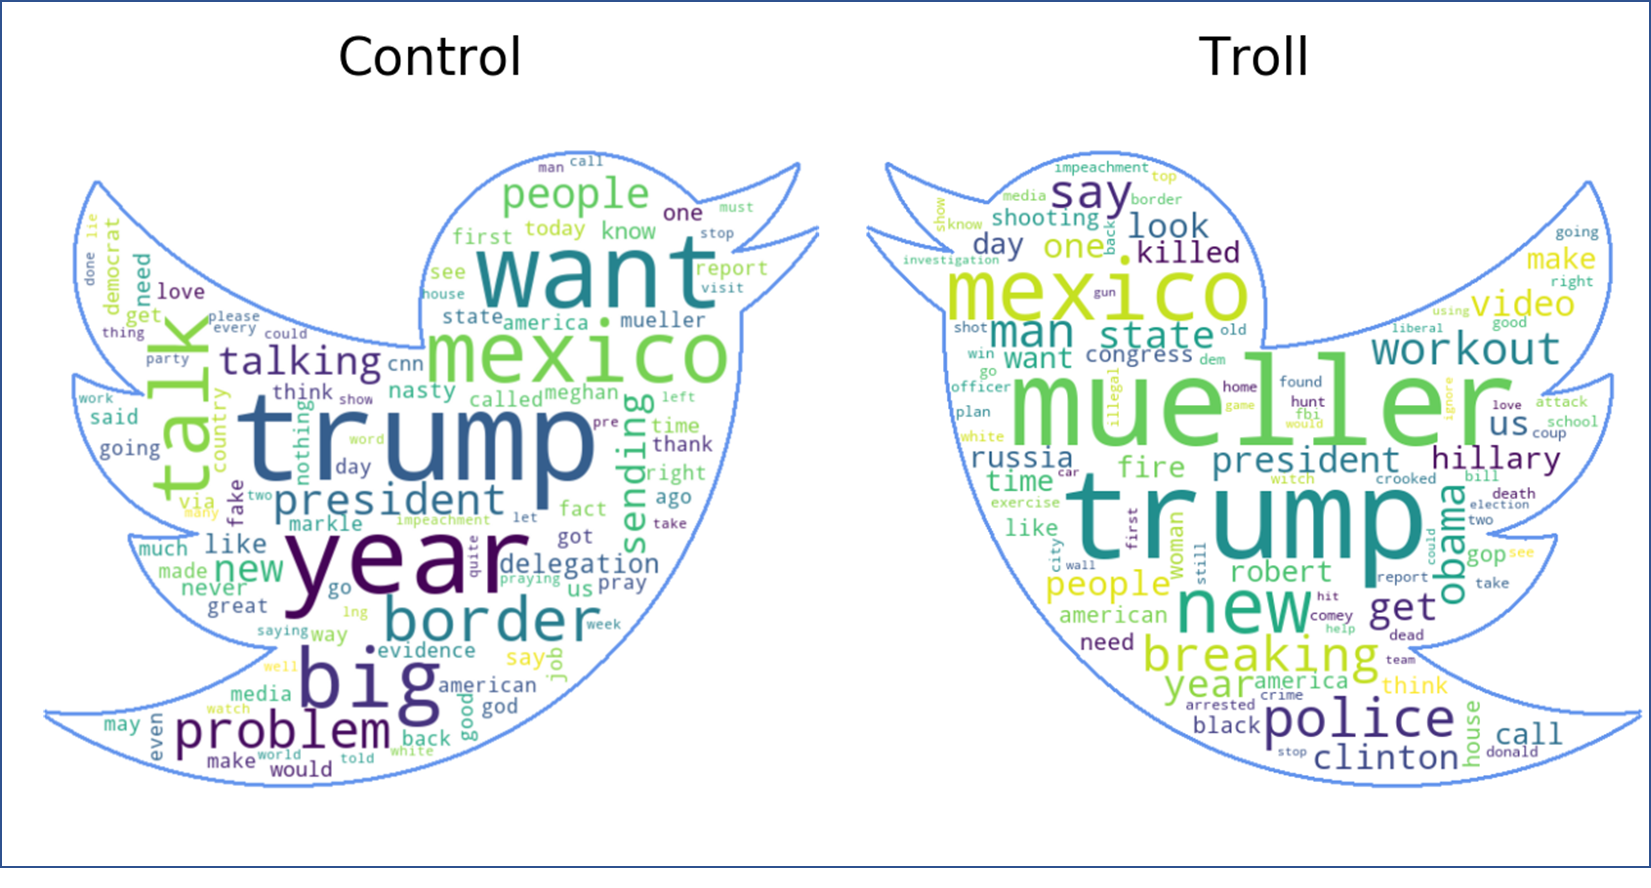 Control
man call
people
one
must
first
today
know
stop
want
see
report
house
visit
state
america
mueller
mexico
lie
democrat
done
need
love
get
thing
please
every
could
party
talk
talking
cnn
think
show
nasty
called
meghan
left
work
said
going
country
nothing
trump
word
day
pre
sending
time
thank
right
via
many
fake
two
president
markle
impeachment
let
fact
ago
take
much
like
year
quite
got
made
new
never
delegation
praying
us
pray
great
go
lng
border
week
saying
way
evidence
say
job
well
big
american
god
media
watch
may
even
problem
good
back
white
make
world
would
told
Troll
impeachment
top
media
say
border
show
know
shooting
back
look
day
one
killed
investigation
mexico
gun
going
make
right
using
video
shot
man
state
old
liberal
good
win
want
congress
dem
workout
go
officer
mueller
illegal
home
found
hunt
game
fbi
would
ignore
love
attack
plan
us
coup
school
white
russia
car
fire
president
hillary
time
witch
crooked
bill
exercise
trump
obama
death
election
like
first
woman
still
could
two
city
wall
gop
see
people
robert
report
take
american
new
hit
comey
help
get
need
dead
breaking
team
year
america
crime
think
arrested
black
police
house
call
stop
clinton
donald